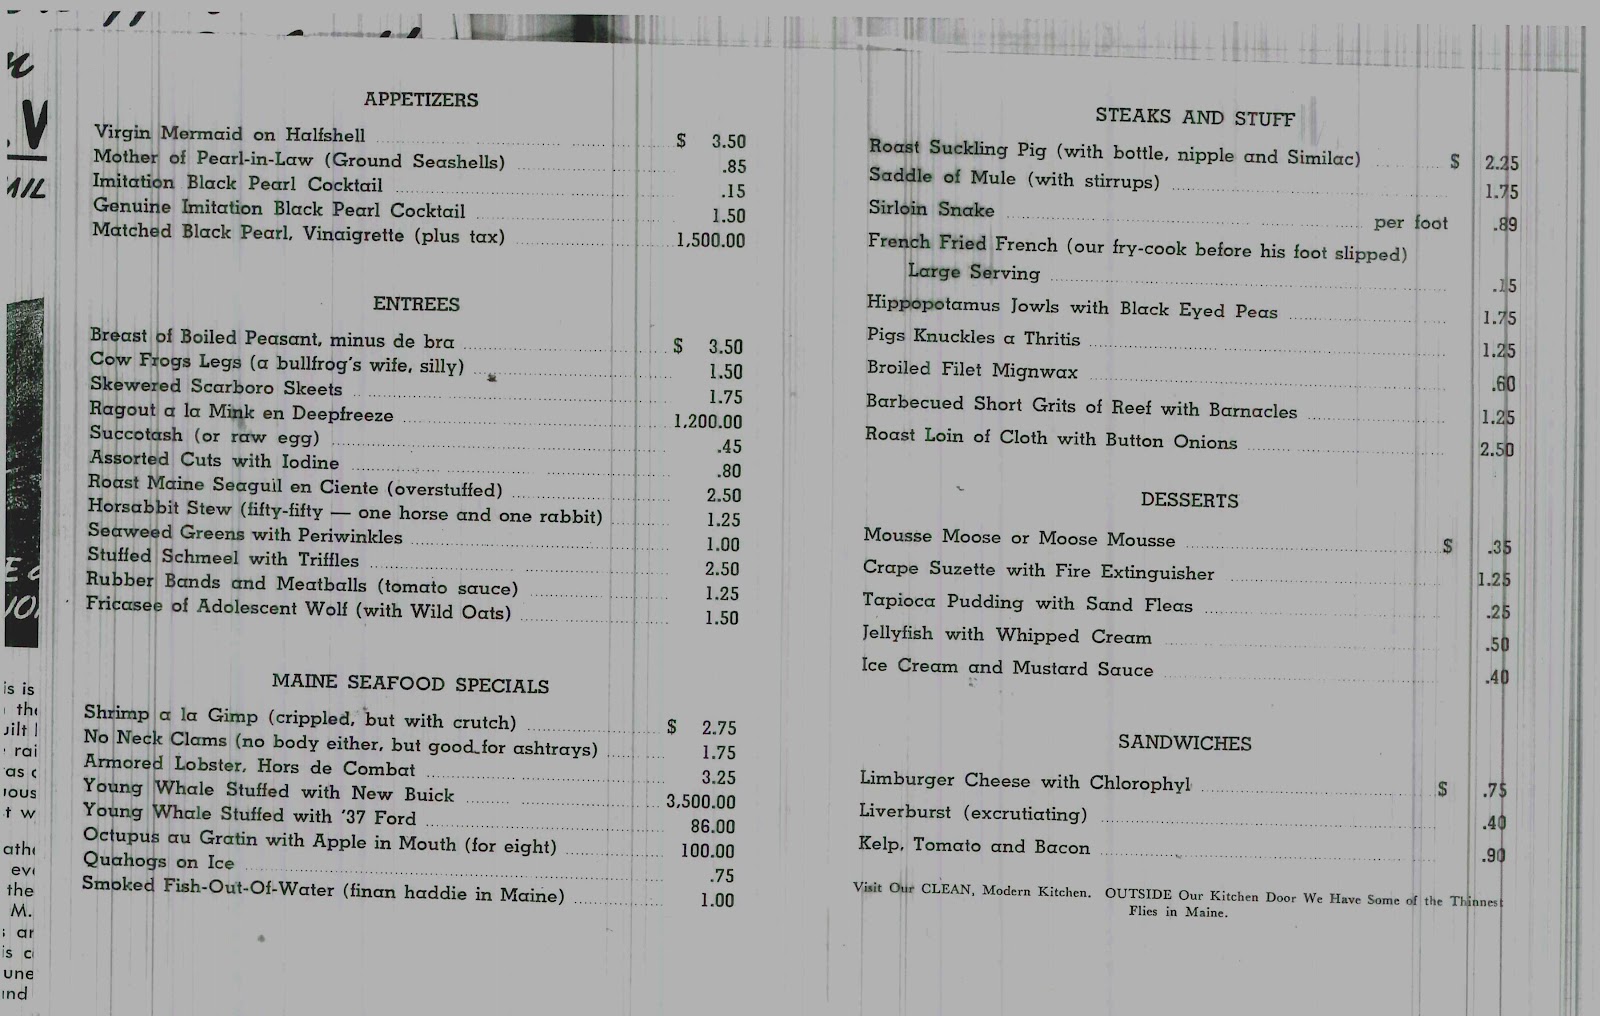 APPETIZERS
Virgin Mermaid on Halfshell $ 3.50
Mother of Pearl-in-Law (Ground Seashells) .85
Imitation Black Pearl Cocktail .15
Genuine Imitation Black Pearl Cocktail 1.50
Matched Black Pearl, Vinaigrette (plus tax) 1,500.00
ENTREES
Breast of Boiled Peasant, minus de bra $ 3.50
Cow Frogs Legs (a bullfrog's wife, silly) 1.50
Skewered Scarboro Skeets 1.75
Ragout a la Mink en Deepfreeze 1,200.00
Succotash (or raw egg) .45
Assorted Cuts with Iodine .80
Roast Maine Seaguil en Ciente (overstuffed) 2.50
Horsabbit Stew (fifty-fifty — one horse and one rabbit) 1.25
Seaweed Greens with Periwinkles 1.00
Stuffed Schmeel with Triffles 2.50
Rubber Bands and Meatballs (tomato sauce) 1.25
Fricasee of Adolescent Wolf (with Wild Oats) 1.50
MAINE SEAFOOD SPECIALS
Shrimp a la Gimp (crippled, but with crutch) $ 2.75
No Neck Clams (no body either, but good for ashtrays) 1.75
Armored Lobster, Hors de Combat 3.25
Young Whale Stuffed with New Buick 3,500.00
Young Whale Stuffed with '37 Ford 86.00
Octupus au Gratin with Apple in Mouth (for eight) 100.00
Quahogs on Ice .75
Smoked Fish-Out-Of-Water (finan haddie in Maine) 1.00
STEAKS AND STUFF
Roast Suckling Pig (with bottle, nipple and Similac) $ 2.25
Saddle of Mule (with stirrups) 1.75
Sirloin Snake per foot .89
French Fried French (our fry-cook before his foot slipped)
Large Serving .15
Hippopotamus Jowls with Black Eyed Peas 1.75
Pigs Knuckles a Thritis 1.25
Broiled Filet Mignwax .60
Barbecued Short Grits of Reef with Barnacles 1.25
Roast Loin of Cloth with Button Onions 2.50
DESSERTS
Mousse Moose or Moose Mousse $ .35
Crape Suzette with Fire Extinguisher 1.25
Tapioca Pudding with Sand Fleas .25
Jellyfish with Whipped Cream .50
Ice Cream and Mustard Sauce .40
SANDWICHES
Limburger Cheese with Chlorophyl $ .75
Liverburst (excrutiating) .40
Kelp, Tomato and Bacon .90
Visit Our CLEAN, Modern Kitchen. OUTSIDE Our Kitchen Door We Have Some of the Thinnest
Flies in Maine.